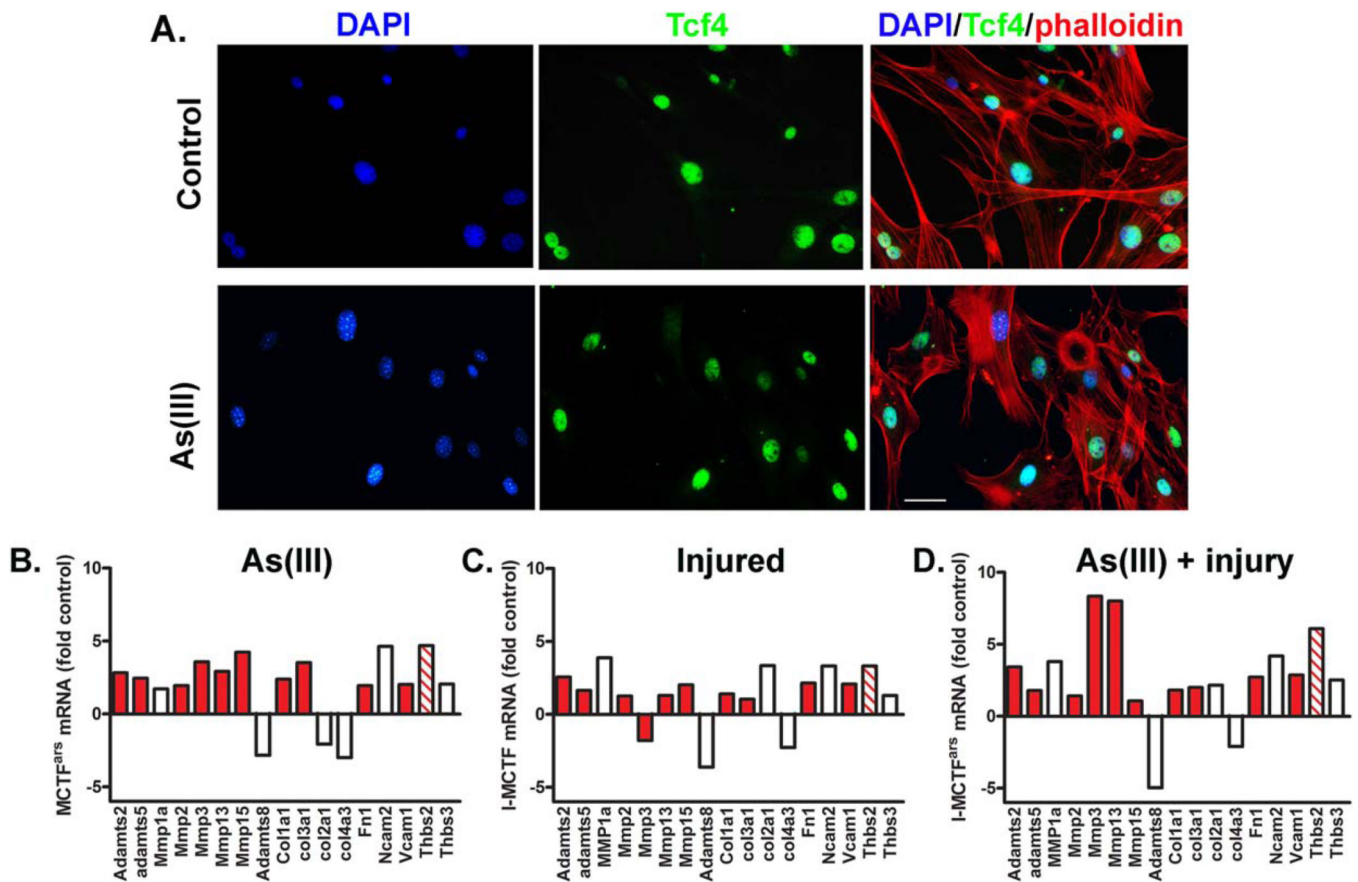 A.
DAPI
Tcf4
DAPI/Tcf4/phalloidin
Control
As(III)
B.
As(III)
MCTFars mRNA (fold control)
10
5
0
-5
Adamts2
adamts5
Mmp1a
Mmp2
Mmp3
Mmp13
Mmp15
Adamts8
Col1a1
col3a1
col2a1
col4a3
Fn1
Ncam2
Vcam1
Thbs2
Thbs3
C.
Injured
I-MCTF mRNA (fold control)
10
5
0
-5
Adamts2
adamts5
MMP1a
Mmp2
Mmp3
Mmp13
Mmp15
Adamts8
Col1a1
col3a1
col2a1
col4a3
Fn1
Ncam2
Vcam1
Thbs2
Thbs3
D.
As(III) + injury
I-MCTFars mRNA (fold control)
10
5
0
-5
Adamts2
adamts5
MMP1a
Mmp2
Mmp3
Mmp13
Mmp15
Adamts8
Col1a1
col3a1
col2a1
col4a3
Fn1
Ncam2
Vcam1
Thbs2
Thbs3